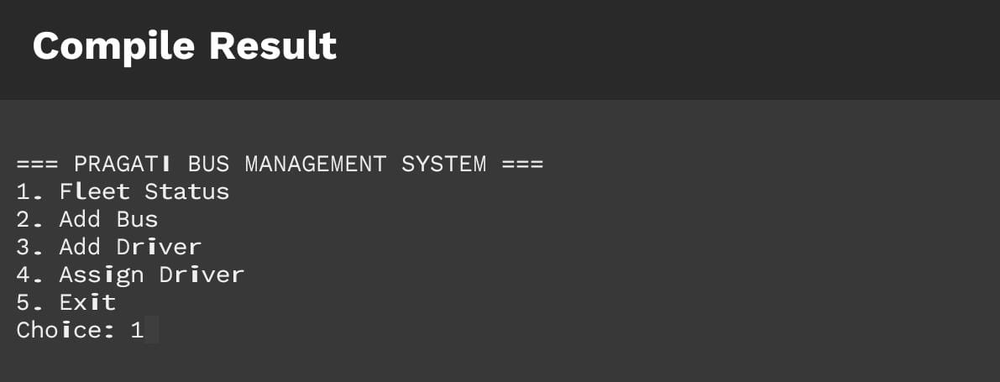 Compile Result
=== PRAGATI BUS MANAGEMENT SYSTEM ===
1. Fleet Status
2. Add Bus
3. Add Driver
4. Assign Driver
5. Exit
Choice: 1